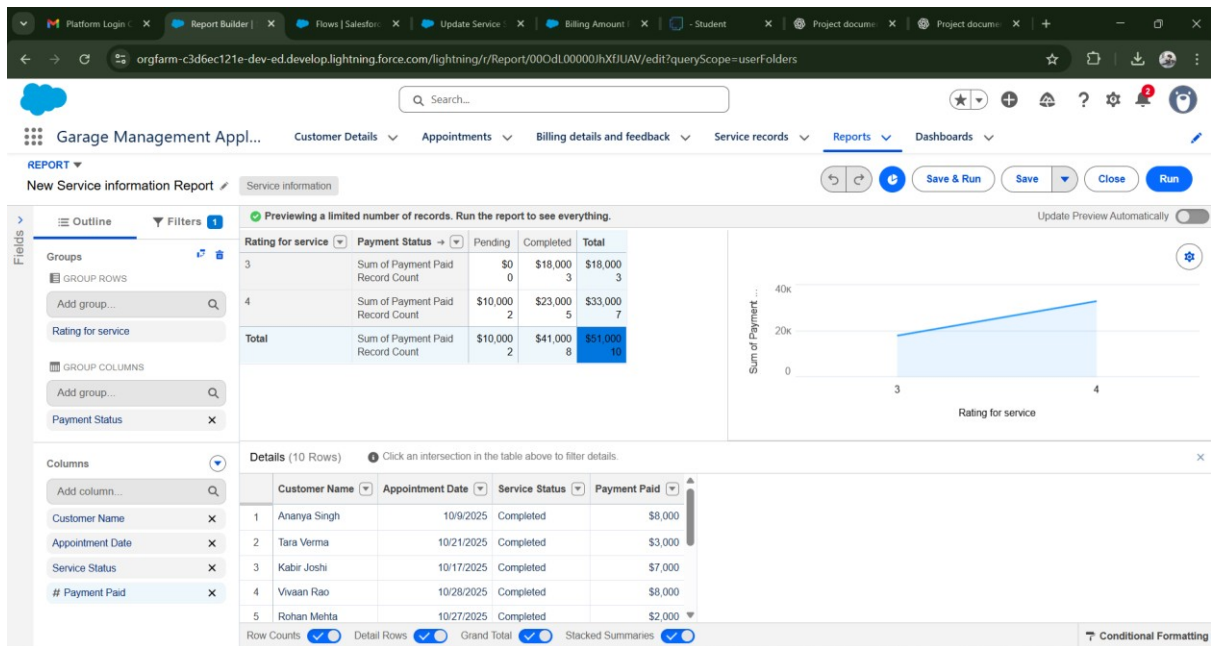 Platform Login C
Report Builder |
Flows | Salesforc
Update Service S
Billing Amount
- Student
Project docume
Project docume
orgfarm-c3d6ec121e-dev-ed.develop.lightning.force.com/lightning/r/Report/00OdL00000JhXfJUAV/edit?queryScope=userFolders
Search...
2
Garage Management Appl...
Customer Details
Appointments
Billing details and feedback
Service records
Reports
Dashboards
REPORT
New Service information Report
Service information
Save & Run
Save
Close
Run
Fields
Outline
Filters 1
Previewing a limited number of records. Run the report to see everything.
Update Preview Automatically
Groups
GROUP ROWS
Add group...
Rating for service
GROUP COLUMNS
Add group...
Payment Status
Columns
Add column...
Customer Name
Appointment Date
Service Status
# Payment Paid
Rating for service Payment Status → Pending Completed Total
3 Sum of Payment Paid $0 $18,000 $18,000
Record Count 0 3 3
4 Sum of Payment Paid $10,000 $23,000 $33,000
Record Count 2 5 7
Total Sum of Payment Paid $10,000 $41,000 $51,000
Record Count 2 8 10
Sum of Payment ...
40K
20K
0
3 4
Rating for service
Details (10 Rows) Click an intersection in the table above to filter details.
Customer Name Appointment Date Service Status Payment Paid
1 Ananya Singh 10/9/2025 Completed $8,000
2 Tara Verma 10/21/2025 Completed $3,000
3 Kabir Joshi 10/17/2025 Completed $7,000
4 Vivaan Rao 10/28/2025 Completed $8,000
5 Rohan Mehta 10/27/2025 Completed $2,000
Row Counts Detail Rows Grand Total Stacked Summaries
Conditional Formatting